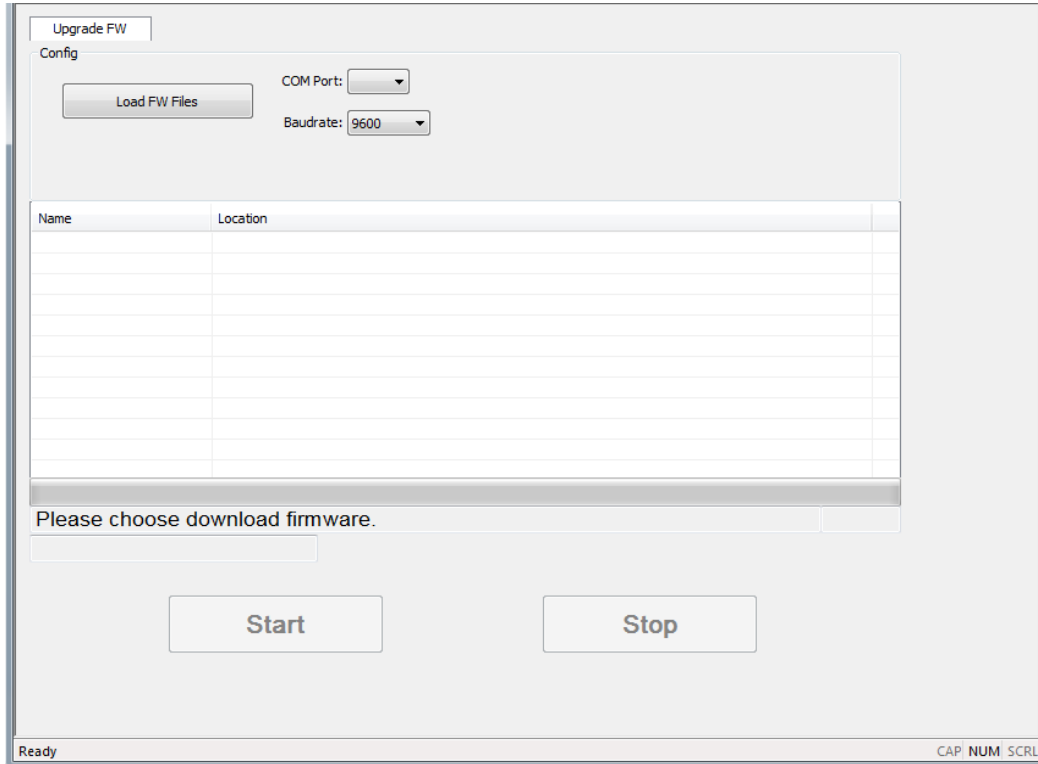 Upgrade FW
Config
COM Port:
Load FW Files
Baudrate: 9600
Name Location
Please choose download firmware.
Start Stop
Ready CAP NUM SCRL